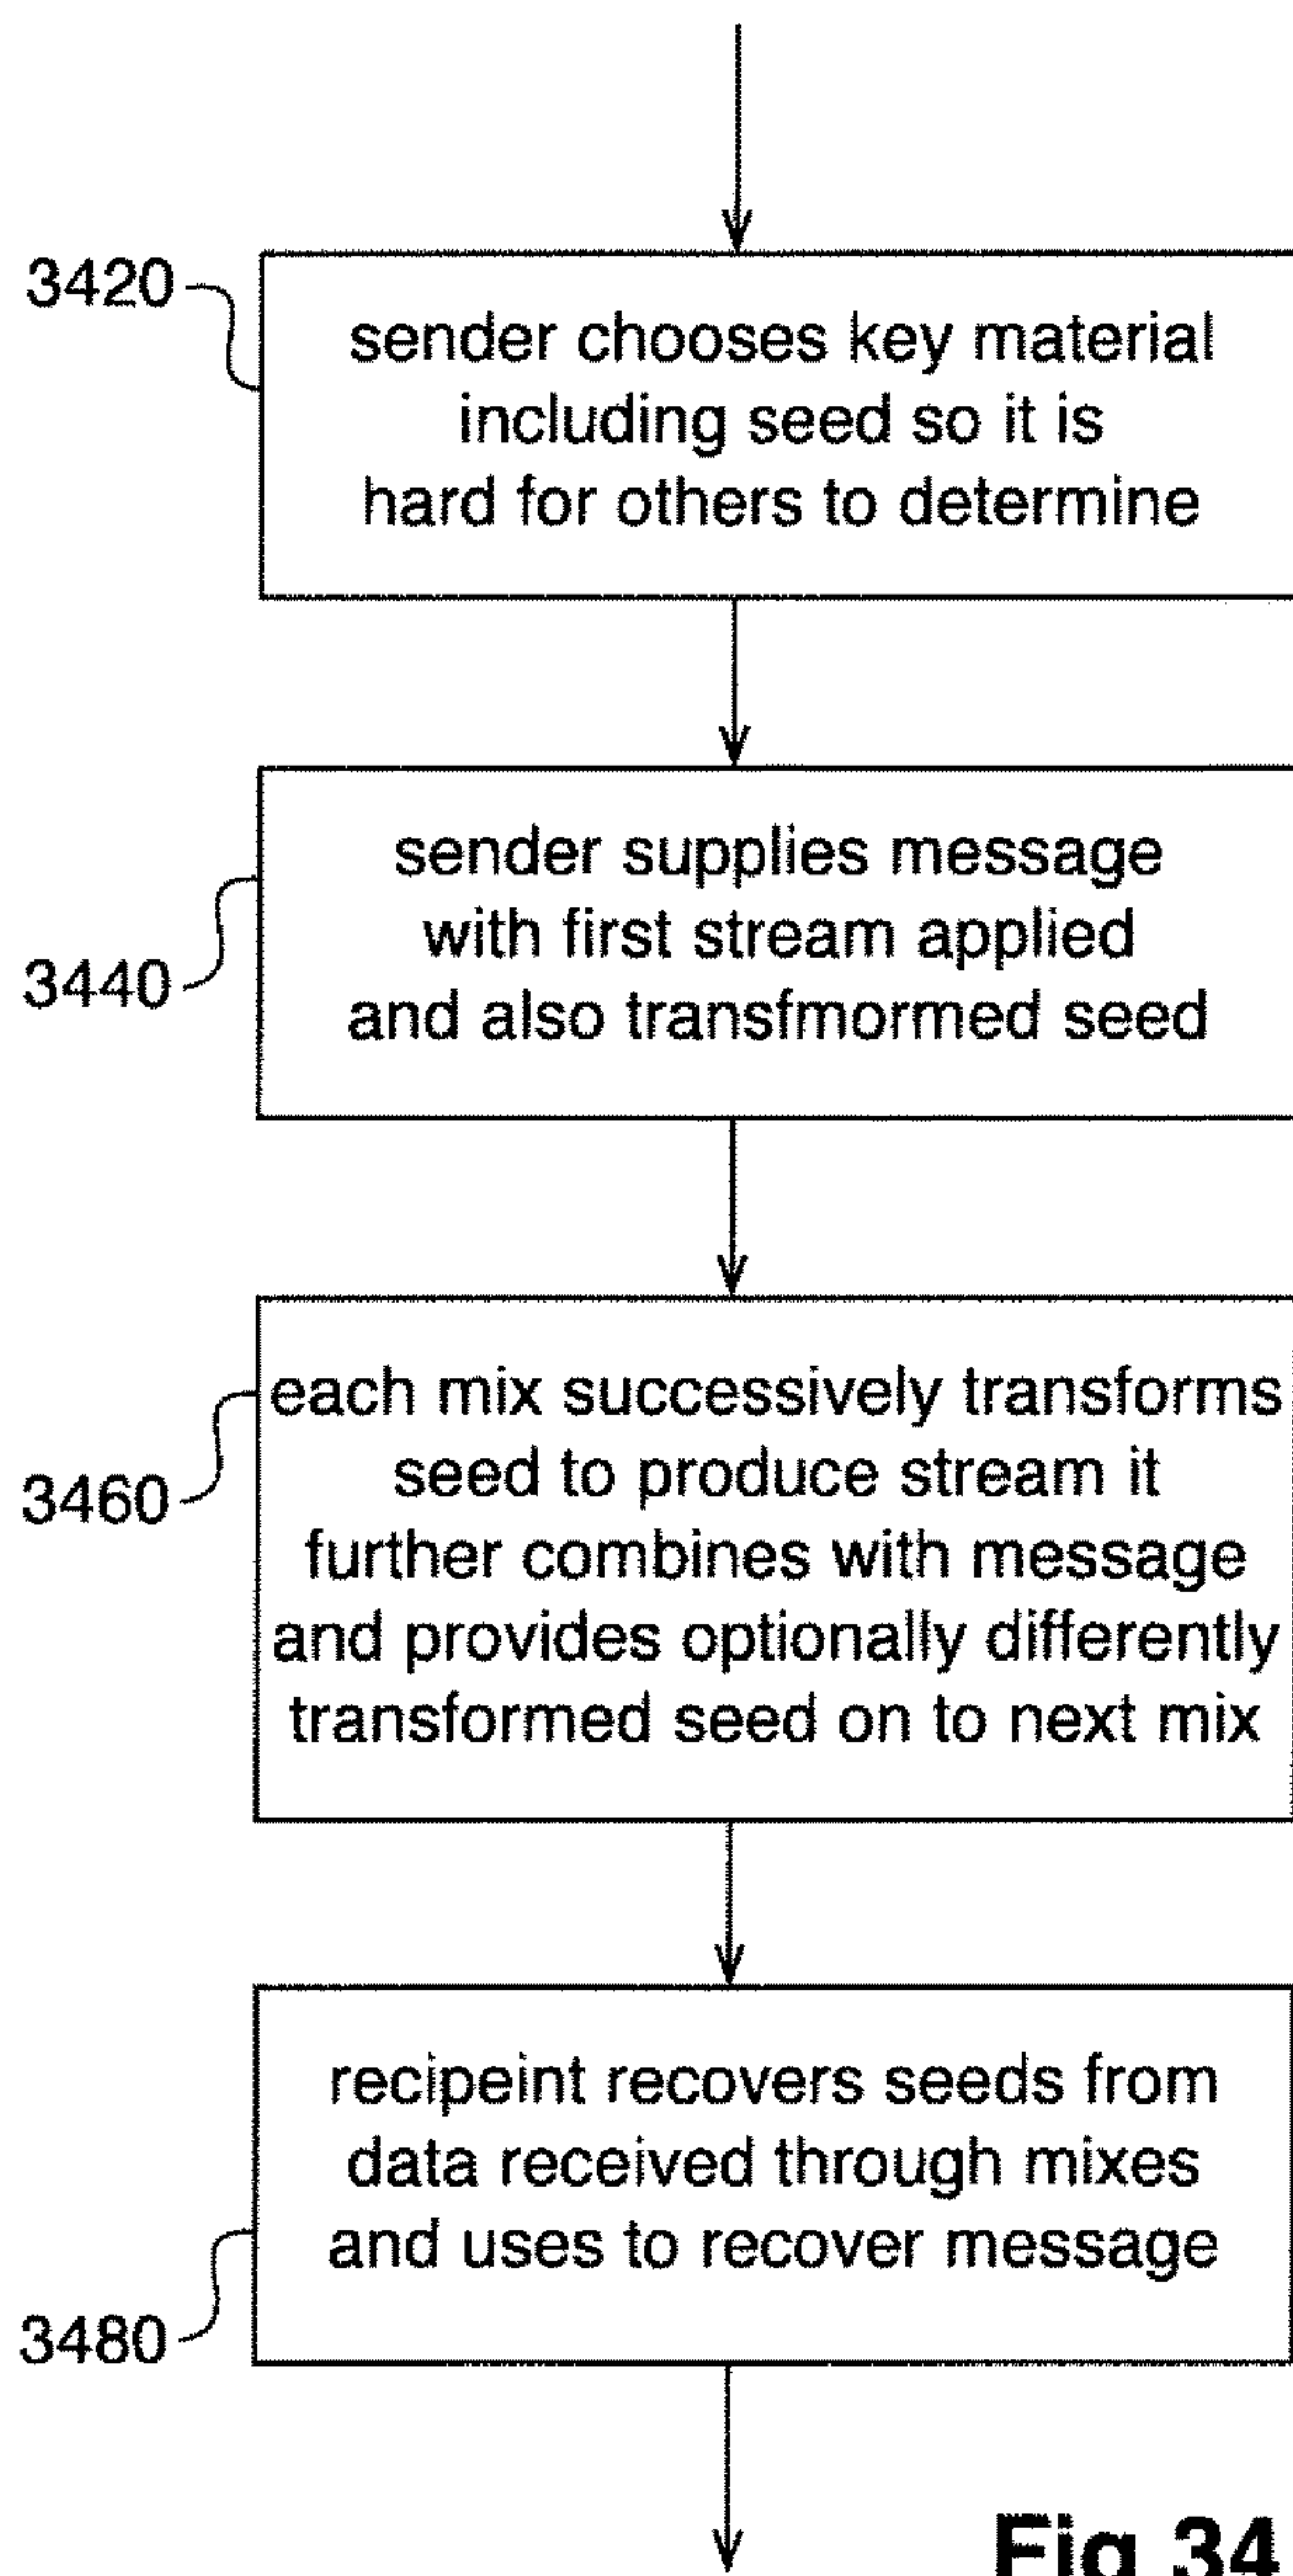 3420
sender chooses key material
including seed so it is
hard for others to determine
3440
sender supplies message
with first stream applied
and also transfmormed seed
3460
each mix successively transforms
seed to produce stream it
further combines with message
and provides optionally differently
transformed seed on to next mix
3480
recipeint recovers seeds from
data received through mixes
and uses to recover message
Fig 34